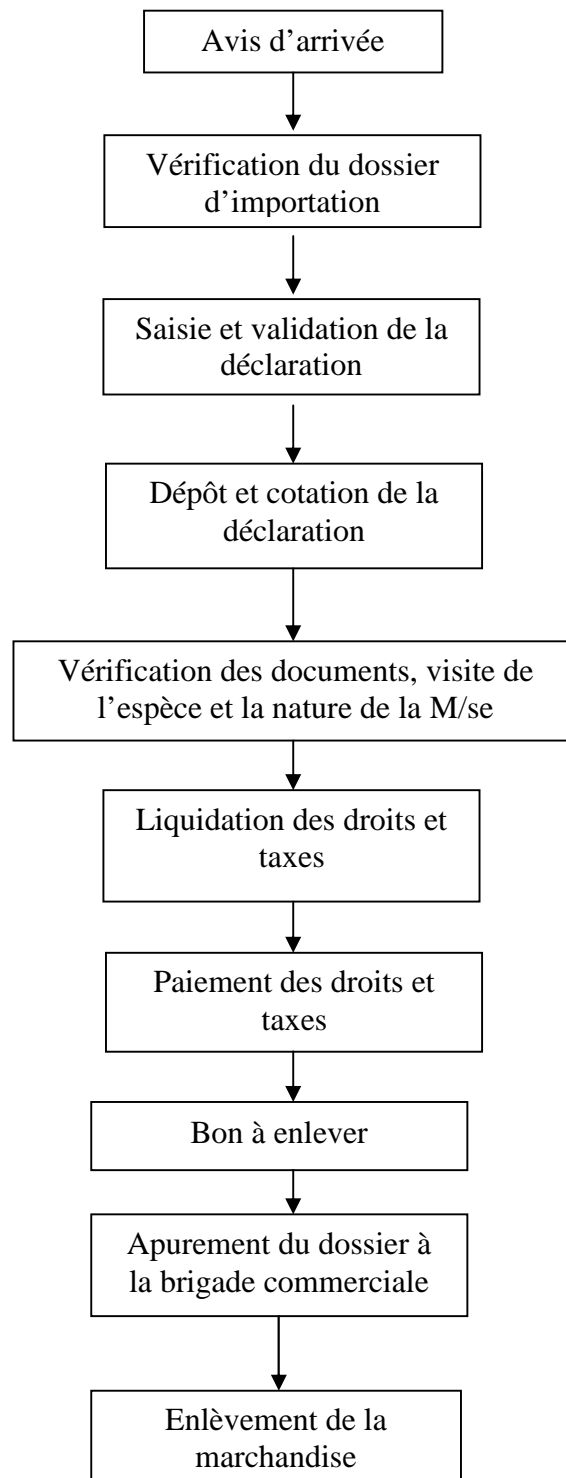 Avis d’arrivée
Vérification du dossier
d’importation
Saisie et validation de la
déclaration
Dépôt et cotation de la
déclaration
Vérification des documents, visite de
l’espèce et la nature de la M/se
Liquidation des droits et
taxes
Paiement des droits et
taxes
Bon à enlever
Apurement du dossier à
la brigade commerciale
Enlèvement de la
marchandise